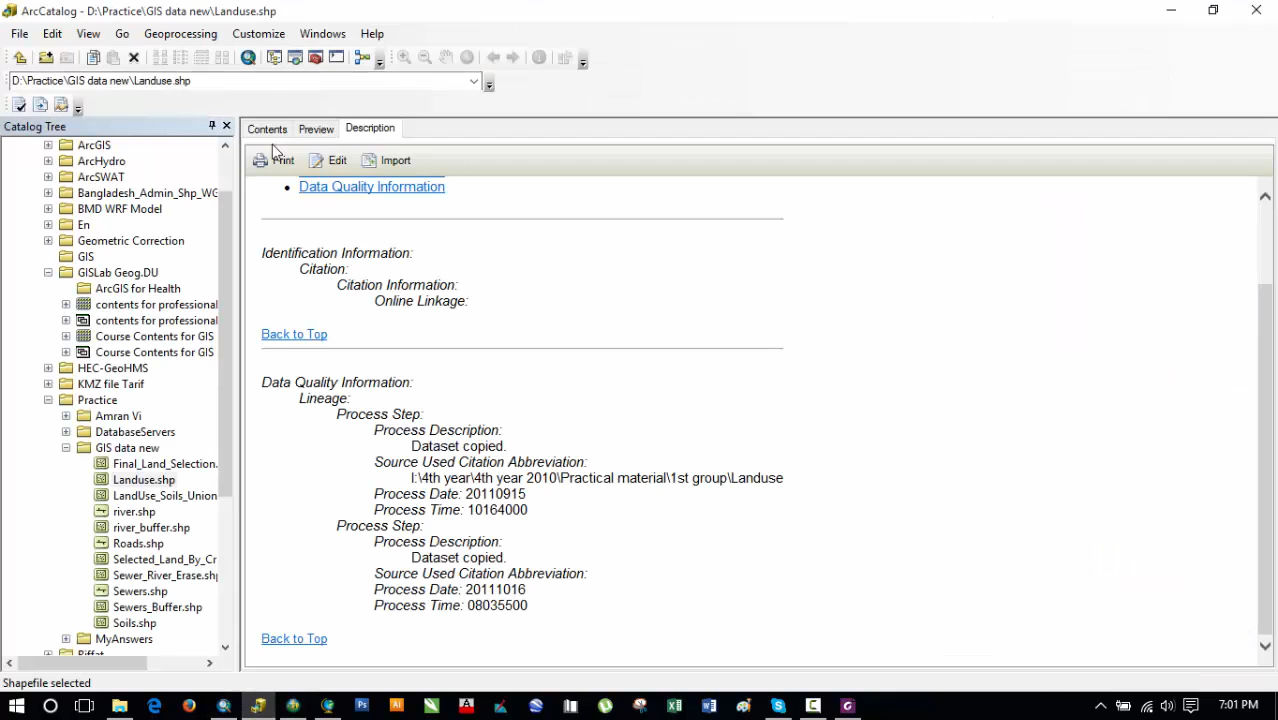 ArcCatalog - D:\Practice\GIS data new\Landuse.shp
File Edit View Go Geoprocessing Customize Windows Help
D:\Practice\GIS data new\Landuse.shp
Catalog Tree
ArcGIS
ArcHydro
ArcSWAT
Bangladesh_Admin_Shp_WG
BMD WRF Model
En
Geometric Correction
GIS
GISLab Geog.DU
ArcGIS for Health
contents for professional
contents for professional
Course Contents for GIS
Course Contents for GIS
HEC-GeoHMS
KMZ file Tarif
Practice
Amran Vi
DatabaseServers
GIS data new
Final_Land_Selection.
Landuse.shp
LandUse_Soils_Union
river.shp
river_buffer.shp
Roads.shp
Selected_Land_By_Cr
Sewer_River_Erase.shp
Sewers.shp
Sewers_Buffer.shp
Soils.shp
MyAnswers
Riffat
Contents Preview Description
Print Edit Import
• Data Quality Information
Identification Information:
Citation:
Citation Information:
Online Linkage:
Back to Top
Data Quality Information:
Lineage:
Process Step:
Process Description:
Dataset copied.
Source Used Citation Abbreviation:
I:\4th year\4th year 2010\Practical material\1st group\Landuse
Process Date: 20110915
Process Time: 10164000
Process Step:
Process Description:
Dataset copied.
Source Used Citation Abbreviation:
Process Date: 20111016
Process Time: 08035500
Back to Top
Shapefile selected
7:01 PM